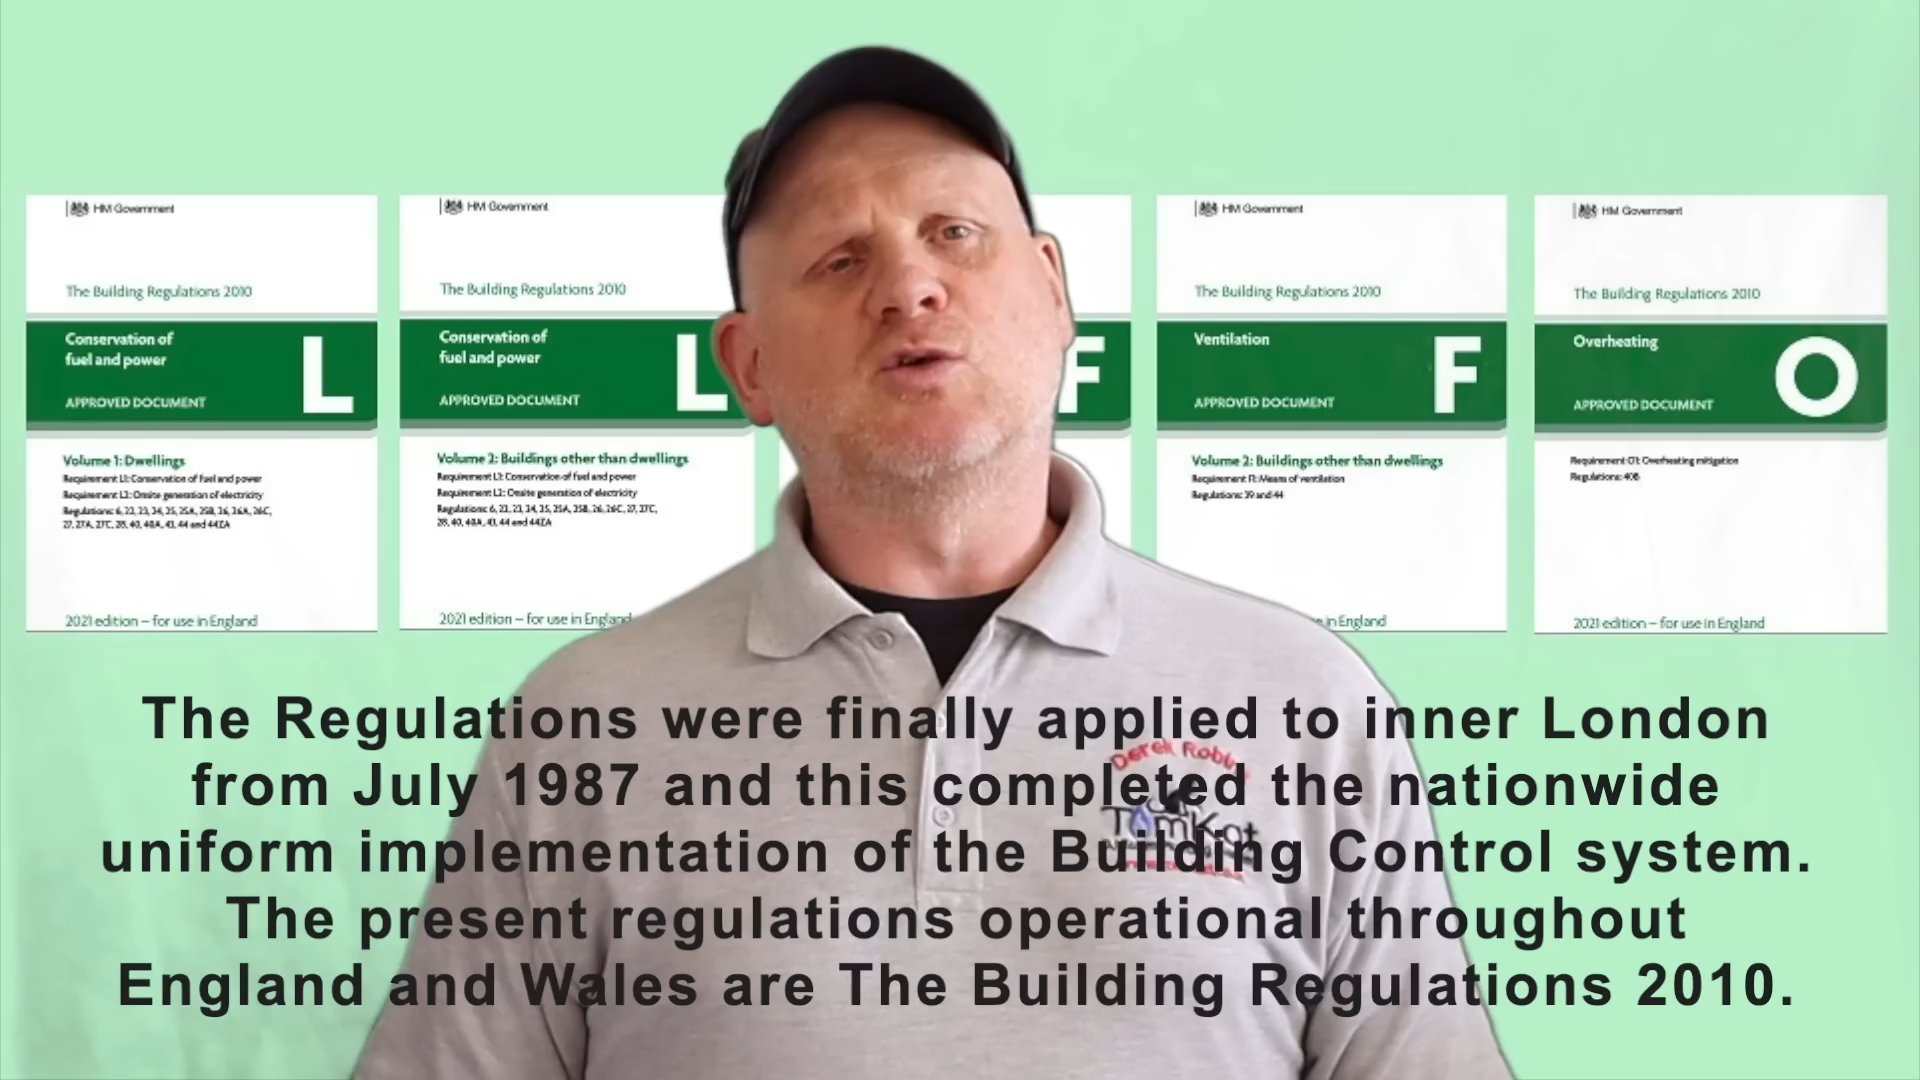 HM Government
The Building Regulations 2010
Conservation of
fuel and power
L
APPROVED DOCUMENT
Volume 1: Dwellings
Requirement L1: Conservation of fuel and power
Requirement L2: Onsite generation of electricity
2021 edition – for use in England
HM Government
The Building Regulations 2010
Conservation of
fuel and power
L
APPROVED DOCUMENT
Volume 2: Buildings other than dwellings
Requirement L1: Conservation of fuel and power
Requirement L2: Onsite generation of electricity
2021 edition – for use in England
F
HM Government
The Building Regulations 2010
Ventilation
F
APPROVED DOCUMENT
Volume 2: Buildings other than dwellings
Requirement F1: Means of ventilation
Regulations: 39 and 44
in England
HM Government
The Building Regulations 2010
Overheating
O
APPROVED DOCUMENT
Requirement O1: Overheating mitigation
Regulations: 40B
2021 edition – for use in England
The Regulations were finally applied to inner London
from July 1987 and this completed the nationwide
uniform implementation of the Building Control system.
The present regulations operational throughout
England and Wales are The Building Regulations 2010.
Derek
TomKat